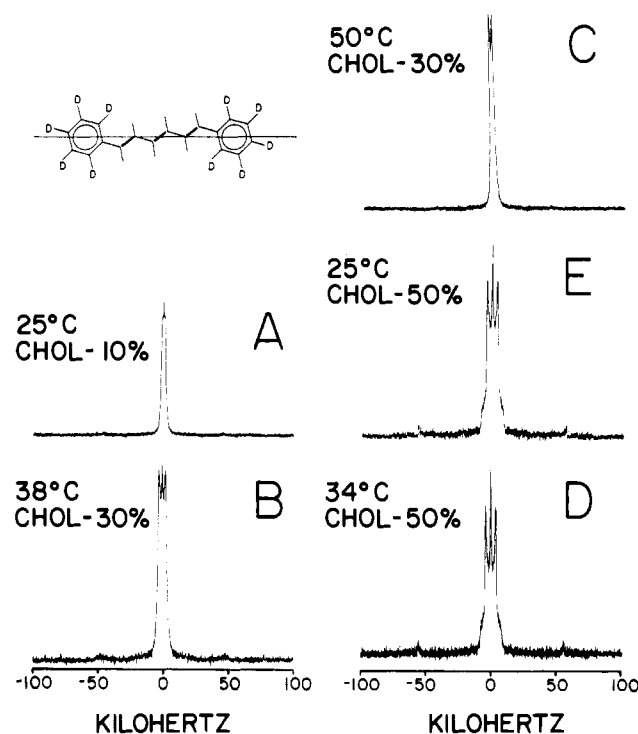 D
D
D
D
D
D
D
D
D
D
50°C
CHOL-30%
C
25°C
CHOL-10%
A
25°C
CHOL-50%
E
38°C
CHOL-30%
B
34°C
CHOL-50%
D
-100
-50
0
50
100
KILOHERTZ
-100
-50
0
50
100
KILOHERTZ